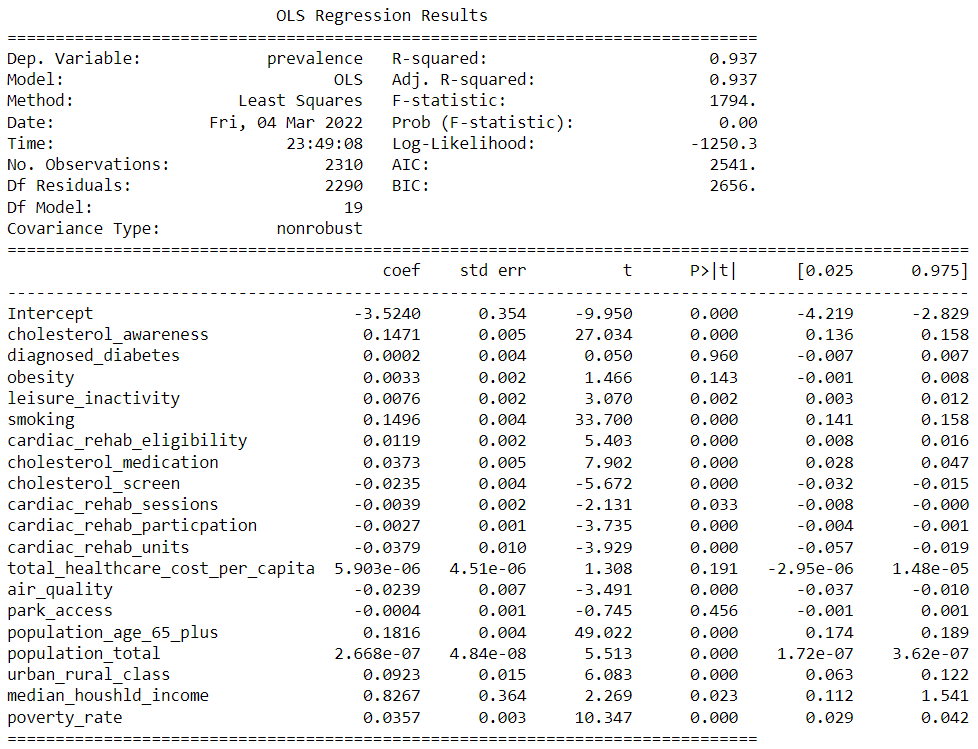 OLS Regression Results
==============================================================================
Dep. Variable: prevalence R-squared: 0.937
Model: OLS Adj. R-squared: 0.937
Method: Least Squares F-statistic: 1794.
Date: Fri, 04 Mar 2022 Prob (F-statistic): 0.00
Time: 23:49:08 Log-Likelihood: -1250.3
No. Observations: 2310 AIC: 2541.
Df Residuals: 2290 BIC: 2656.
Df Model: 19
Covariance Type: nonrobust
====================================================================================================
coef std err t P>|t| [0.025 0.975]
----------------------------------------------------------------------------------------------------
Intercept -3.5240 0.354 -9.950 0.000 -4.219 -2.829
cholesterol_awareness 0.1471 0.005 27.034 0.000 0.136 0.158
diagnosed_diabetes 0.0002 0.004 0.050 0.960 -0.007 0.007
obesity 0.0033 0.002 1.466 0.143 -0.001 0.008
leisure_inactivity 0.0076 0.002 3.070 0.002 0.003 0.012
smoking 0.1496 0.004 33.700 0.000 0.141 0.158
cardiac_rehab_eligibility 0.0119 0.002 5.403 0.000 0.008 0.016
cholesterol_medication 0.0373 0.005 7.902 0.000 0.028 0.047
cholesterol_screen -0.0235 0.004 -5.672 0.000 -0.032 -0.015
cardiac_rehab_sessions -0.0039 0.002 -2.131 0.033 -0.008 -0.000
cardiac_rehab_particpation -0.0027 0.001 -3.735 0.000 -0.004 -0.001
cardiac_rehab_units -0.0379 0.010 -3.929 0.000 -0.057 -0.019
total_healthcare_cost_per_capita 5.903e-06 4.51e-06 1.308 0.191 -2.95e-06 1.48e-05
air_quality -0.0239 0.007 -3.491 0.000 -0.037 -0.010
park_access -0.0004 0.001 -0.745 0.456 -0.001 0.001
population_age_65_plus 0.1816 0.004 49.022 0.000 0.174 0.189
population_total 2.668e-07 4.84e-08 5.513 0.000 1.72e-07 3.62e-07
urban_rural_class 0.0923 0.015 6.083 0.000 0.063 0.122
median_houshld_income 0.8267 0.364 2.269 0.023 0.112 1.541
poverty_rate 0.0357 0.003 10.347 0.000 0.029 0.042
==============================================================================